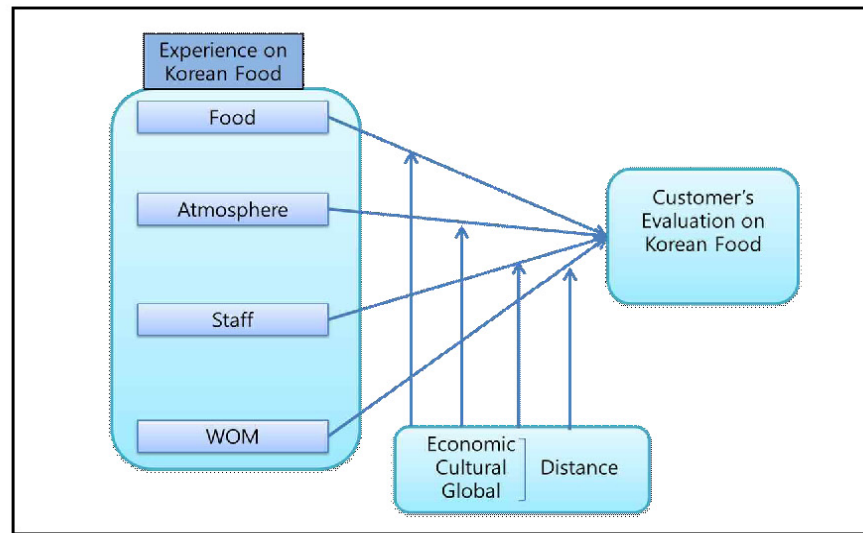 Experience on
Korean Food
Food
Atmosphere
Staff
WOM
Customer's
Evaluation on
Korean Food
Economic
Cultural
Global
Distance